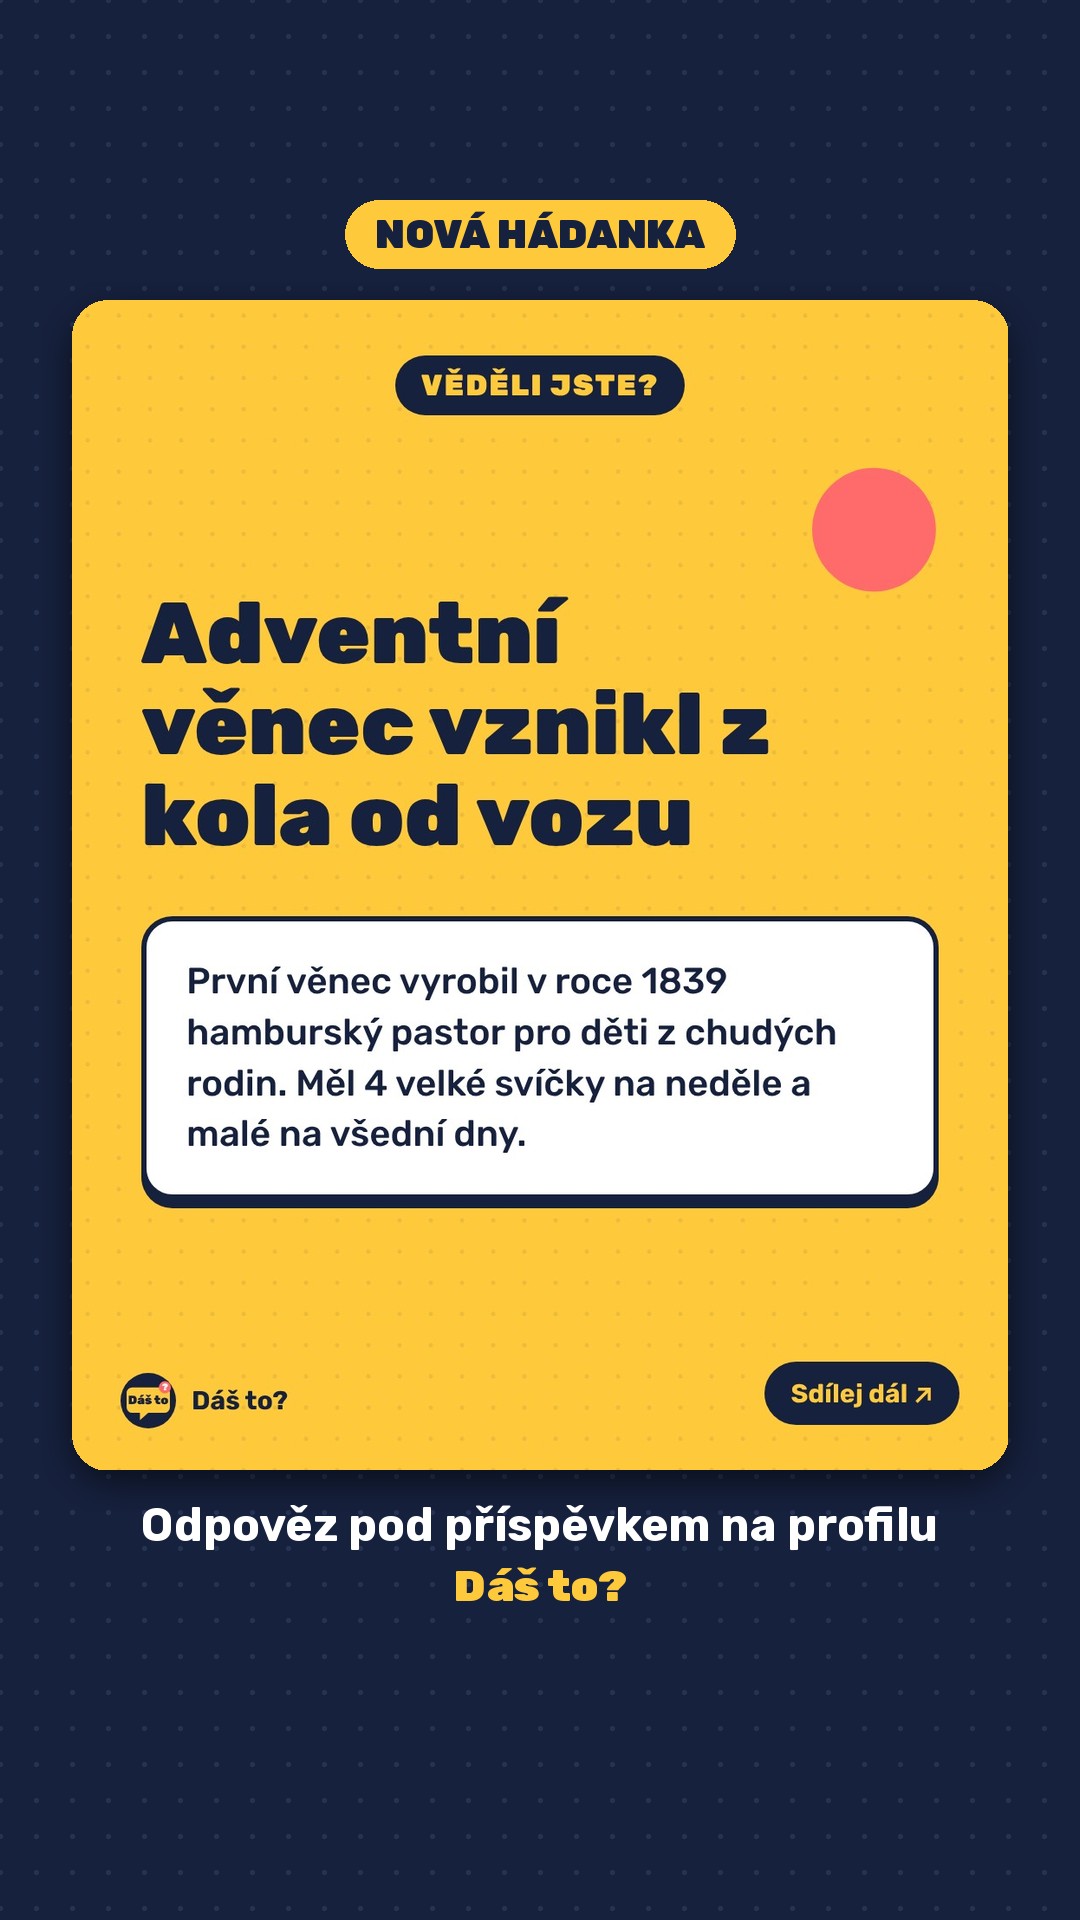 NOVÁ HÁDANKA
VĚDĚLI JSTE?
Adventní
věnec vznikl z
kola od vozu
První věnec vyrobil v roce 1839
hamburský pastor pro děti z chudých
rodin. Měl 4 velké svíčky na neděle a
malé na všední dny.
Dáš to
?
Dáš to?
Sdílej dál ↗
Odpověz pod příspěvkem na profilu
Dáš to?